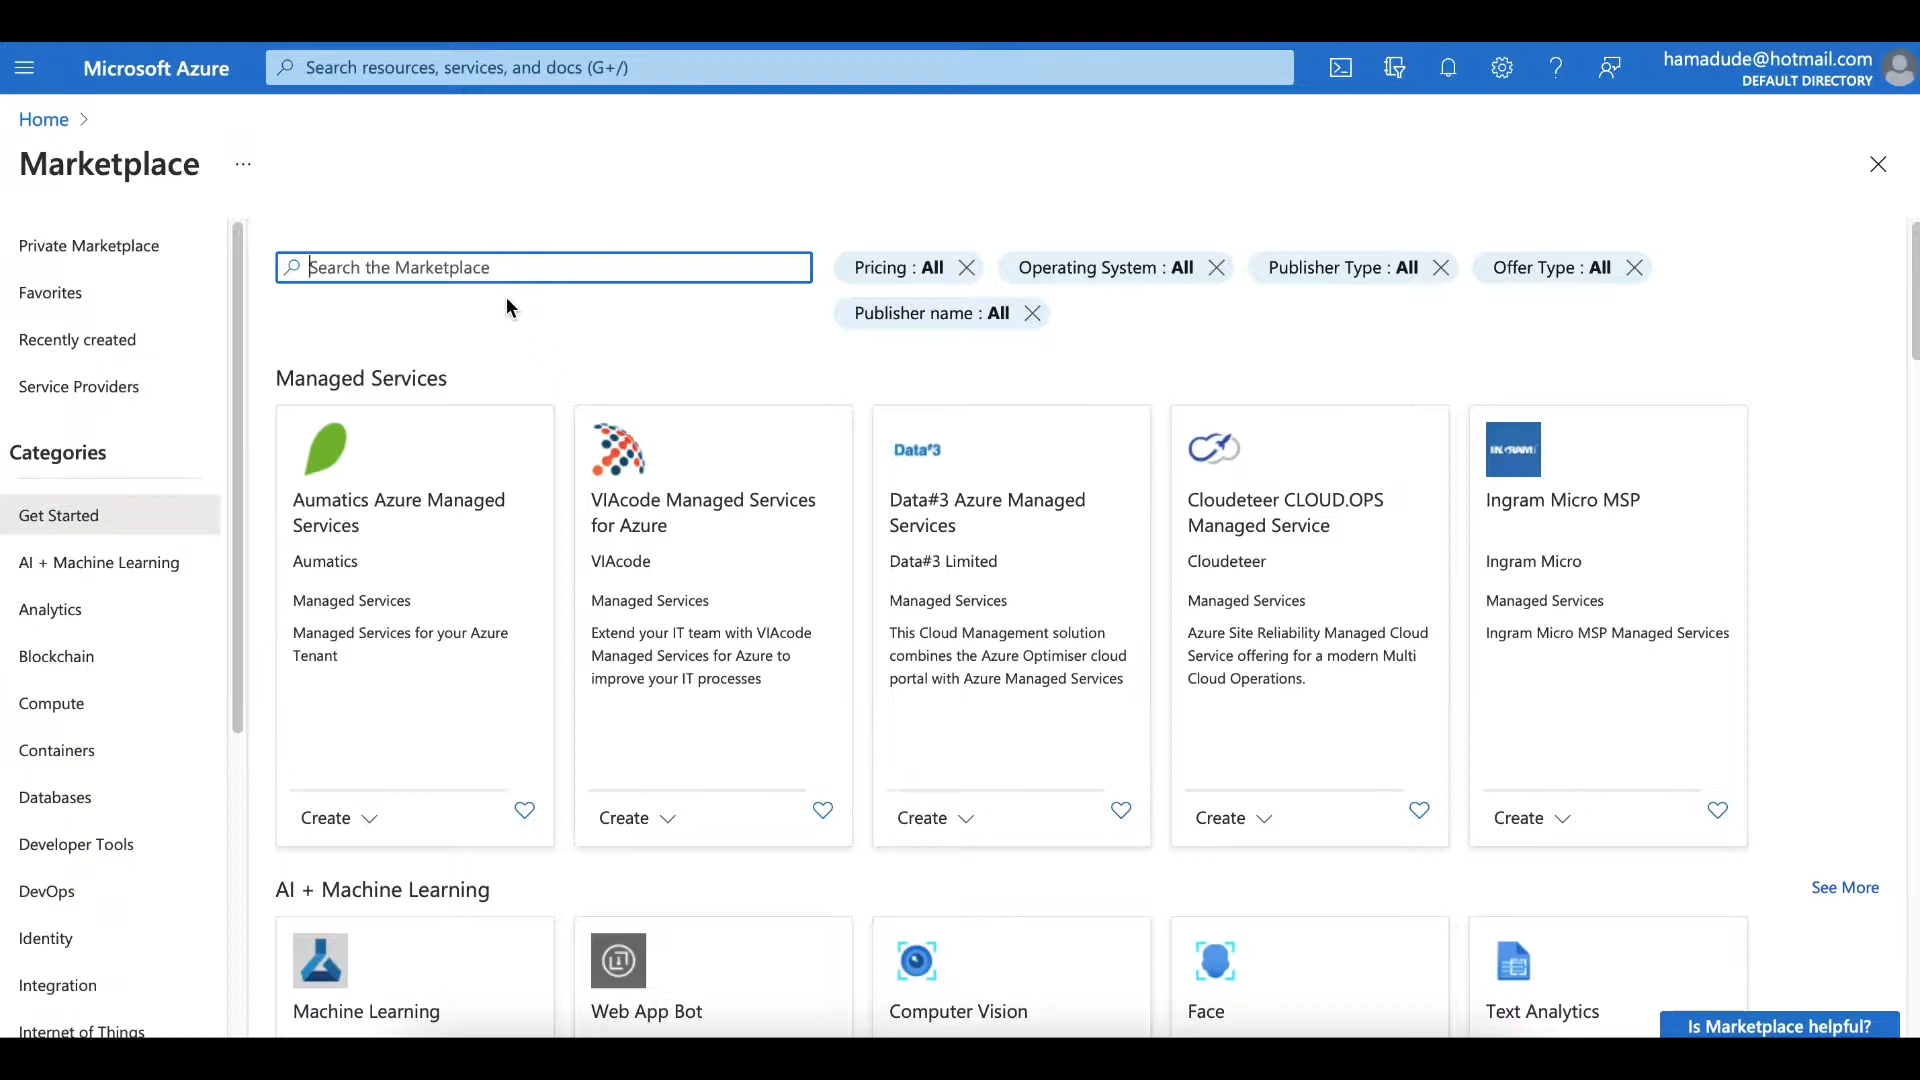 Microsoft Azure
Search resources, services, and docs (G+/)
hamadude@hotmail.com
DEFAULT DIRECTORY
Home
Marketplace
...
Private Marketplace
Favorites
Recently created
Service Providers
Categories
Get Started
AI + Machine Learning
Analytics
Blockchain
Compute
Containers
Databases
Developer Tools
DevOps
Identity
Integration
Internet of Things
Search the Marketplace
Pricing : All
Operating System : All
Publisher Type : All
Offer Type : All
Publisher name : All
Managed Services
Aumatics Azure Managed
Services
Aumatics
Managed Services
Managed Services for your Azure
Tenant
Create
VIAcode Managed Services
for Azure
VIAcode
Managed Services
Extend your IT team with VIAcode
Managed Services for Azure to
improve your IT processes
Create
Data#3
Data#3 Azure Managed
Services
Data#3 Limited
Managed Services
This Cloud Management solution
combines the Azure Optimiser cloud
portal with Azure Managed Services
Create
Cloudeteer CLOUD.OPS
Managed Service
Cloudeteer
Managed Services
Azure Site Reliability Managed Cloud
Service offering for a modern Multi
Cloud Operations.
Create
INGRAM
Ingram Micro MSP
Ingram Micro
Managed Services
Ingram Micro MSP Managed Services
Create
AI + Machine Learning
See More
Machine Learning
Web App Bot
Computer Vision
Face
Text Analytics
Is Marketplace helpful?